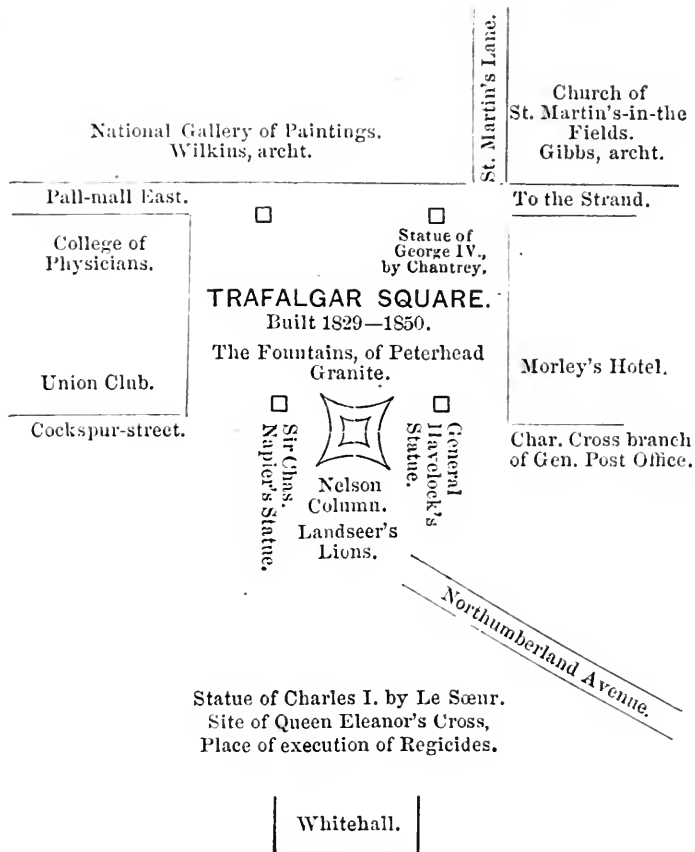 St. Martin's Lane.
National Gallery of Paintings.
Wilkins, archt.
Church of
St. Martin's-in-the
Fields.
Gibbs, archt.
Pall-mall East.
To the Strand.
College of
Physicians.
Statue of
George IV.,
by Chantrey.
TRAFALGAR SQUARE.
Built 1829—1850.
The Fountains, of Peterhead
Granite.
Union Club.
Morley's Hotel.
Cockspur-street.
Sir Chas.
Napier's Statue.
General
Havelock's
Statue.
Char. Cross branch
of Gen. Post Office.
Nelson
Column.
Landseer's
Lions.
Northumberland Avenue.
Statue of Charles I. by Le Sœur.
Site of Queen Eleanor's Cross,
Place of execution of Regicides.
Whitehall.